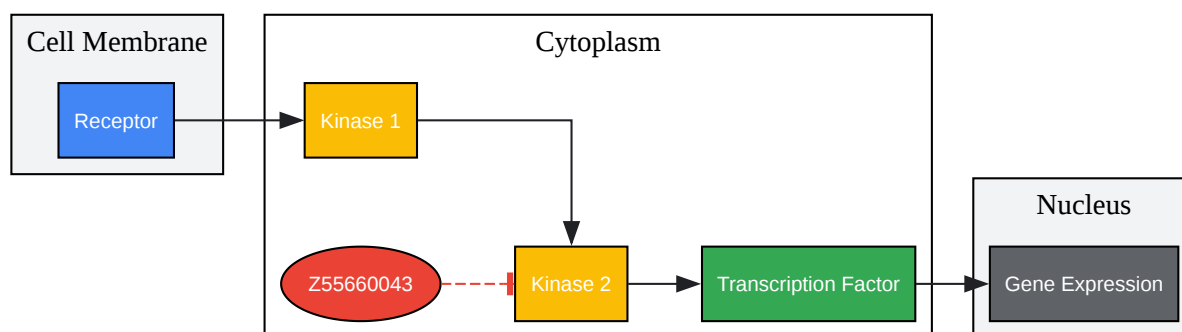 Cell Membrane
Cytoplasm
Receptor
Kinase 1
Nucleus
Z55660043
Kinase 2
Transcription Factor
Gene Expression